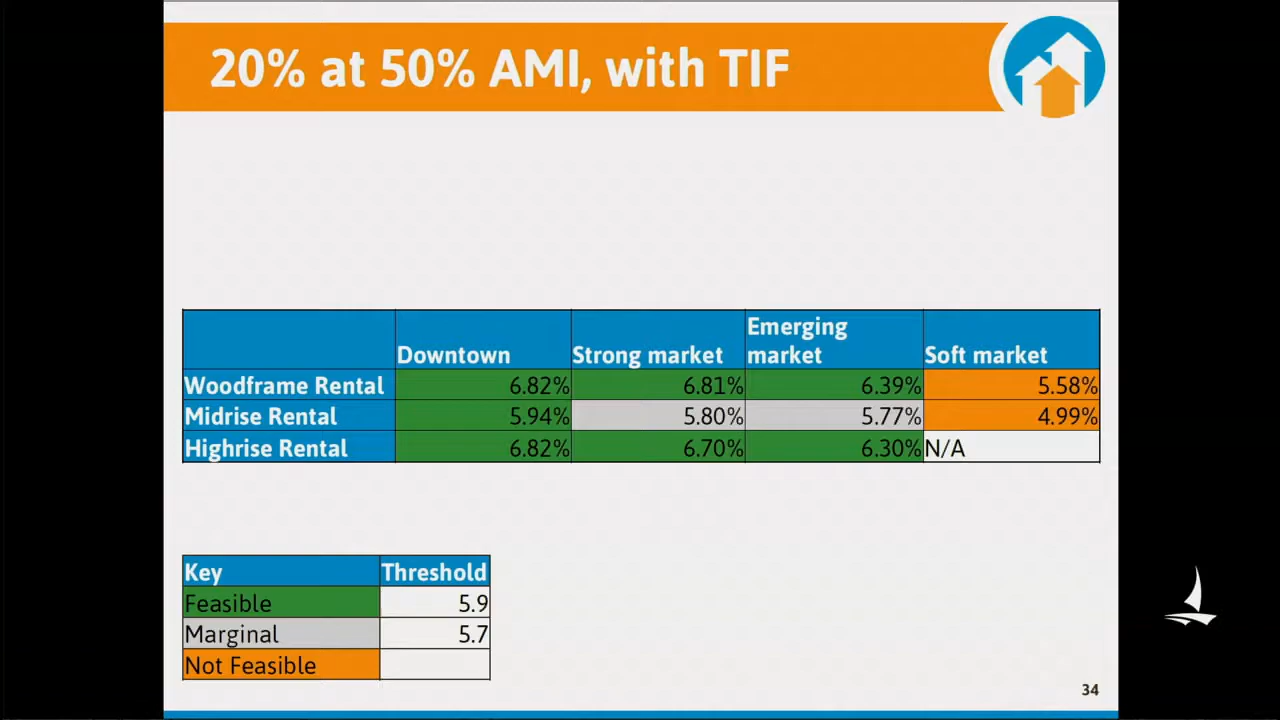 20% at 50% AMI, with TIF
Downtown Strong market Emerging market Soft market
Woodframe Rental 6.82% 6.81% 6.39% 5.58%
Midrise Rental 5.94% 5.80% 5.77% 4.99%
Highrise Rental 6.82% 6.70% 6.30% N/A
Key Threshold
Feasible 5.9
Marginal 5.7
Not Feasible
34